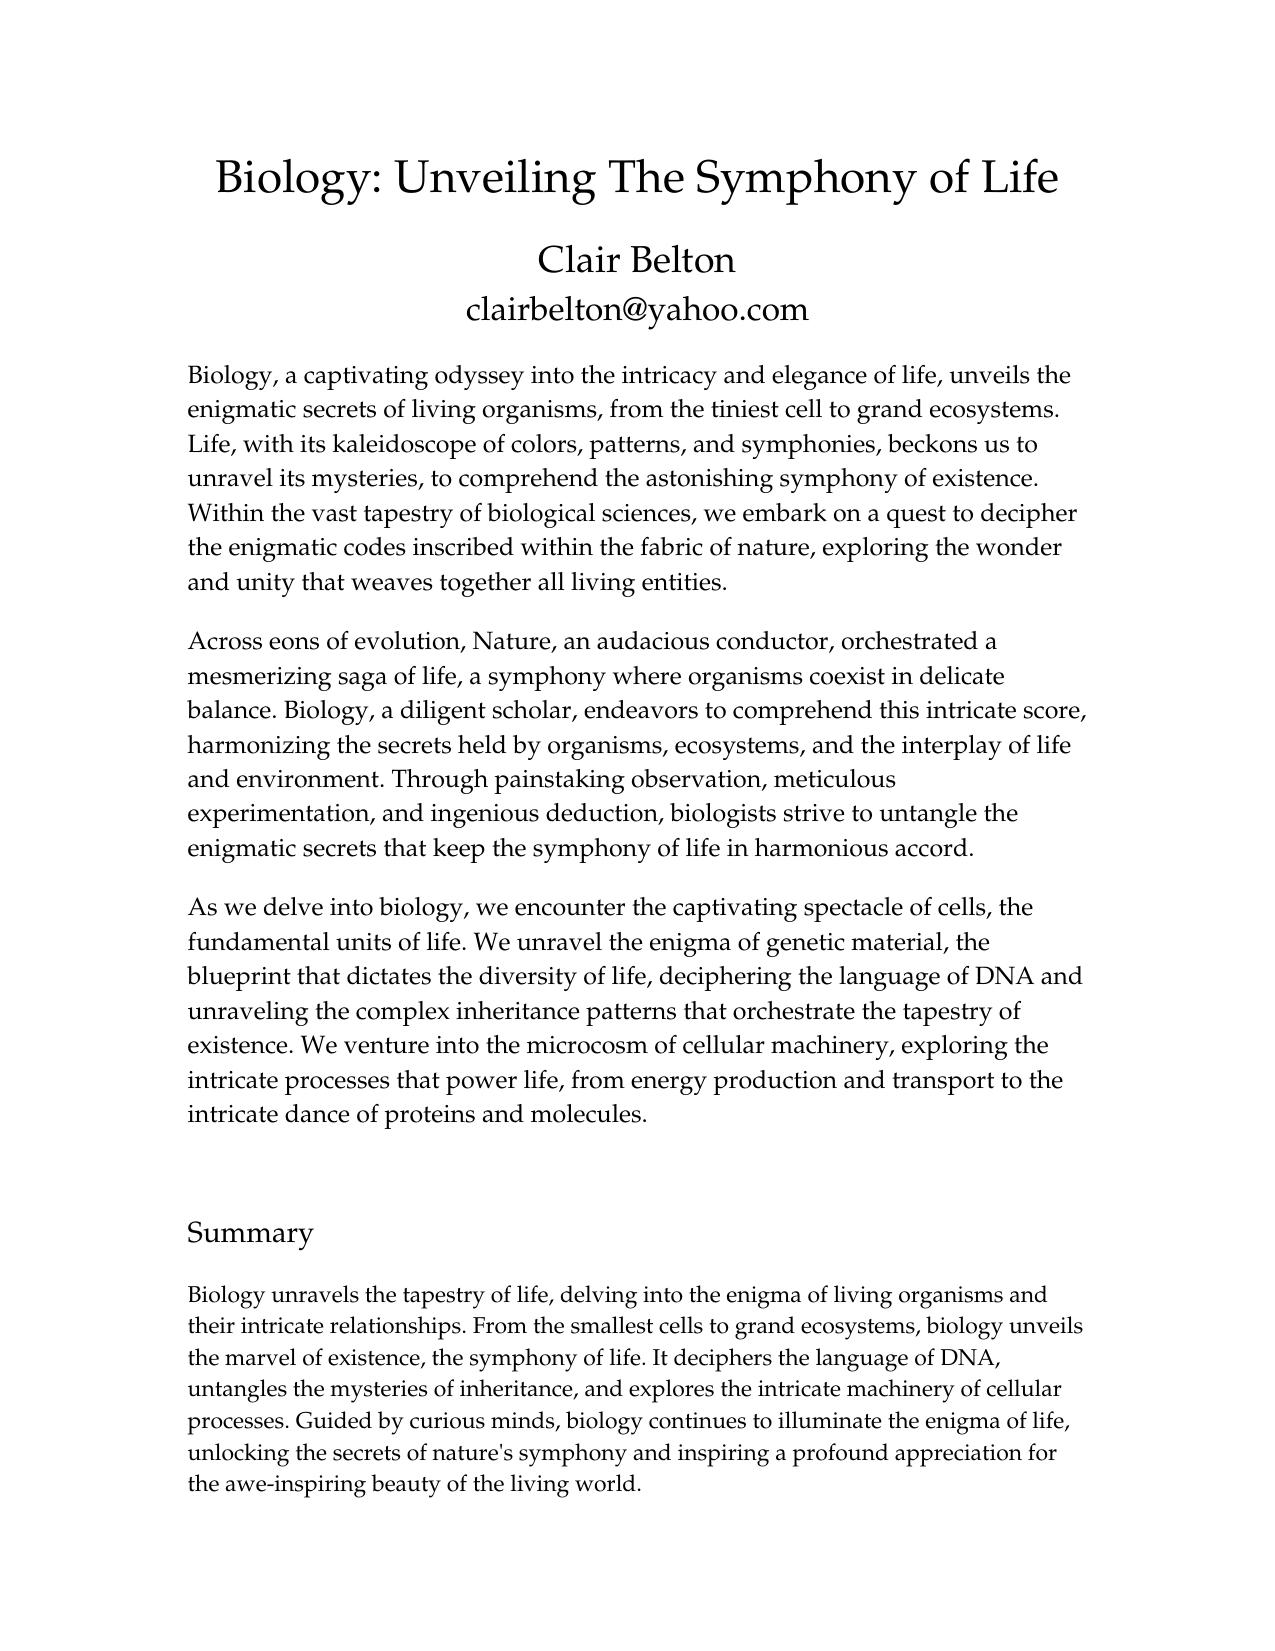 Biology: Unveiling The Symphony of Life
Clair Belton
clairbelton@yahoo.com
Biology, a captivating odyssey into the intricacy and elegance of life, unveils the
enigmatic secrets of living organisms, from the tiniest cell to grand ecosystems.
Life, with its kaleidoscope of colors, patterns, and symphonies, beckons us to
unravel its mysteries, to comprehend the astonishing symphony of existence.
Within the vast tapestry of biological sciences, we embark on a quest to decipher
the enigmatic codes inscribed within the fabric of nature, exploring the wonder
and unity that weaves together all living entities.
Across eons of evolution, Nature, an audacious conductor, orchestrated a
mesmerizing saga of life, a symphony where organisms coexist in delicate
balance. Biology, a diligent scholar, endeavors to comprehend this intricate score,
harmonizing the secrets held by organisms, ecosystems, and the interplay of life
and environment. Through painstaking observation, meticulous
experimentation, and ingenious deduction, biologists strive to untangle the
enigmatic secrets that keep the symphony of life in harmonious accord.
As we delve into biology, we encounter the captivating spectacle of cells, the
fundamental units of life. We unravel the enigma of genetic material, the
blueprint that dictates the diversity of life, deciphering the language of DNA and
unraveling the complex inheritance patterns that orchestrate the tapestry of
existence. We venture into the microcosm of cellular machinery, exploring the
intricate processes that power life, from energy production and transport to the
intricate dance of proteins and molecules.
Summary
Biology unravels the tapestry of life, delving into the enigma of living organisms and
their intricate relationships. From the smallest cells to grand ecosystems, biology unveils
the marvel of existence, the symphony of life. It deciphers the language of DNA,
untangles the mysteries of inheritance, and explores the intricate machinery of cellular
processes. Guided by curious minds, biology continues to illuminate the enigma of life,
unlocking the secrets of nature's symphony and inspiring a profound appreciation for
the awe-inspiring beauty of the living world.